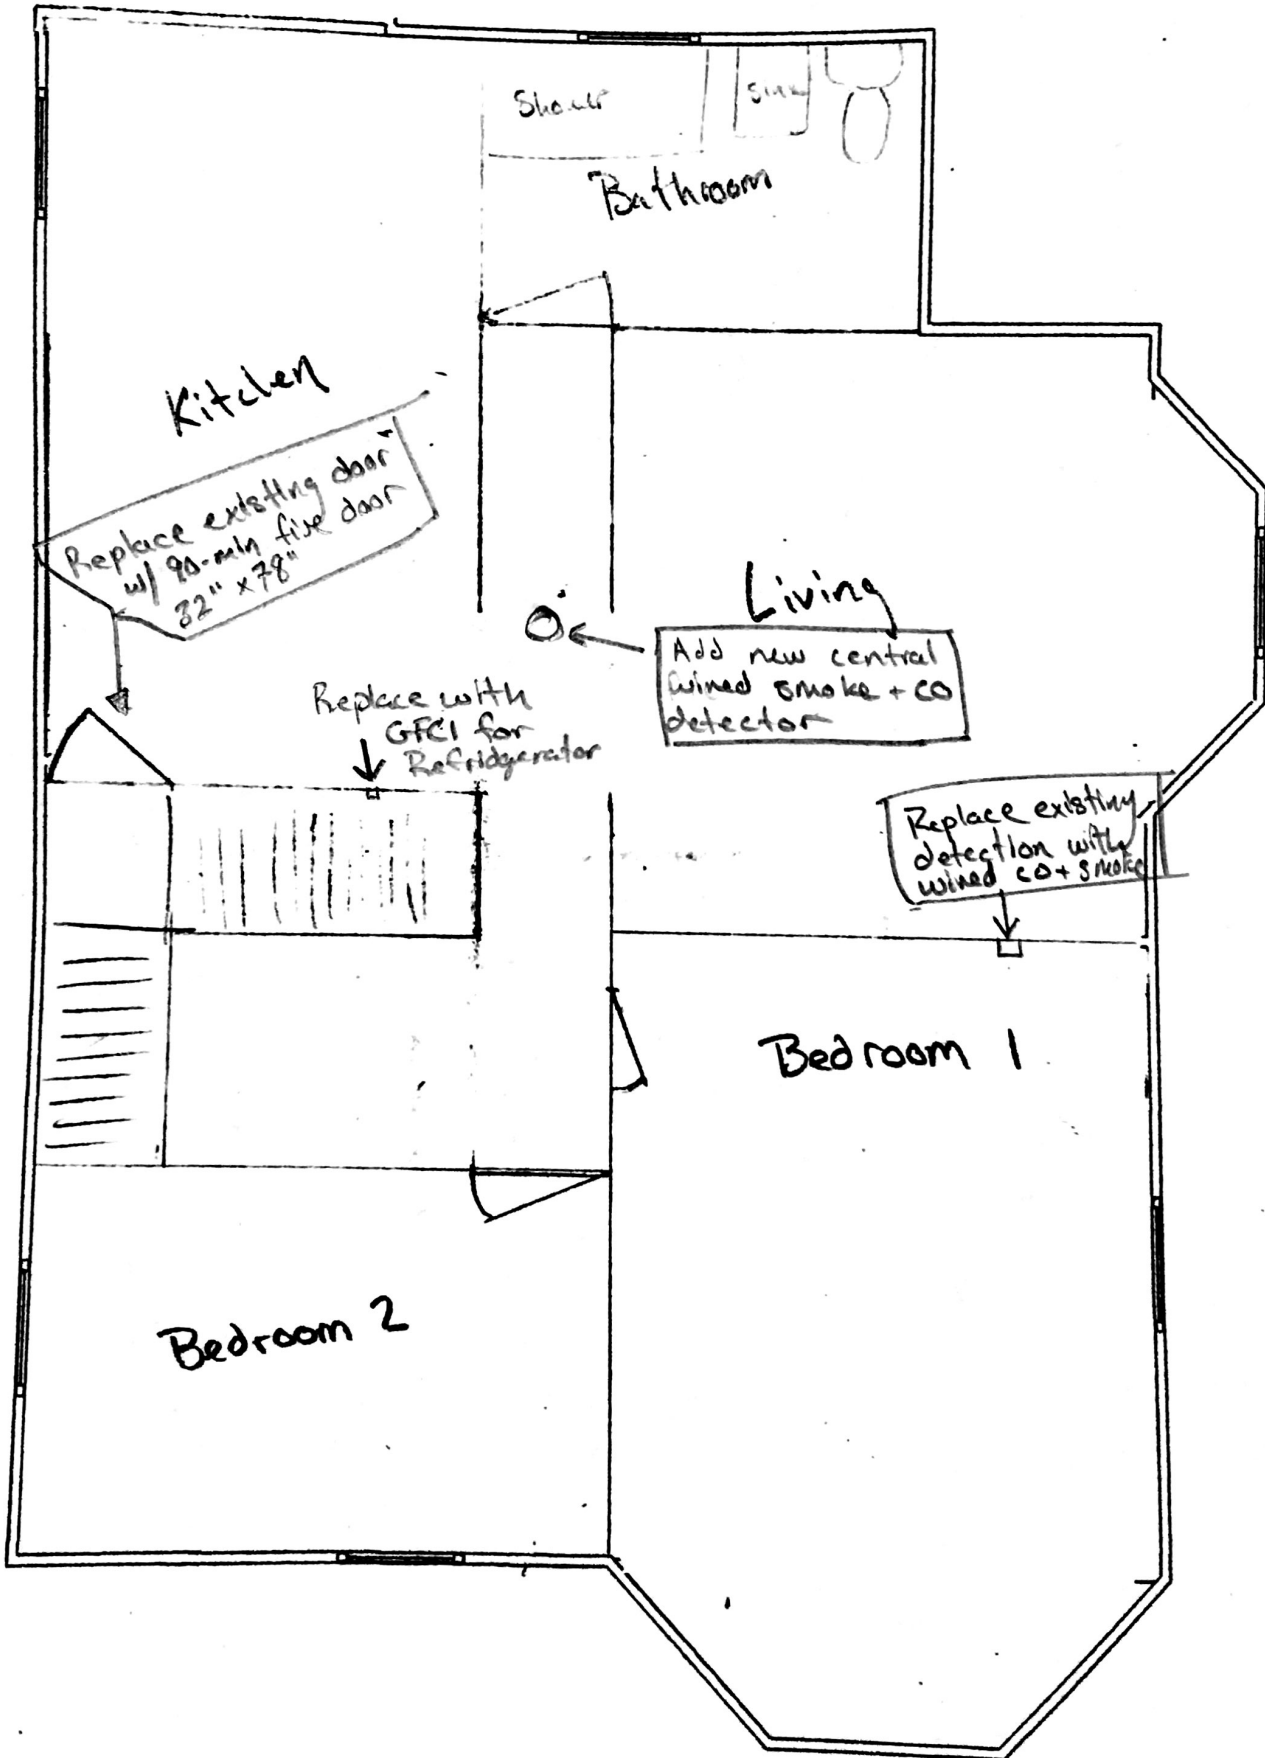 Shower
Sink
Bathroom
Kitchen
Replace existing door
w/ 90-min fire door
32" x 78"
Living
Add new central
wired smoke + CO
detector
Replace with
GFCI for
Refridgerator
Replace existing
detection with
wired CO + smoke
Bedroom 1
Bedroom 2